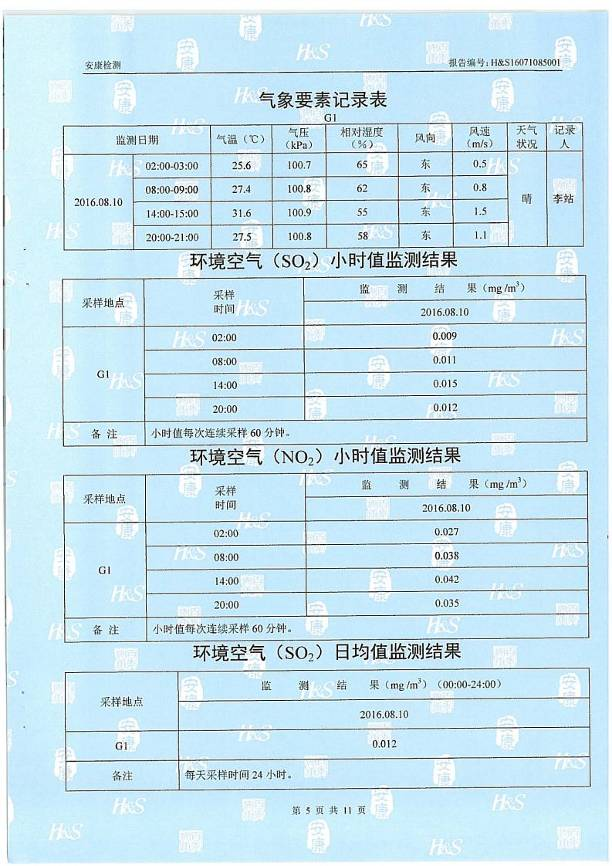 安康检测 报告编号：H&S16071085001
气象要素记录表
G1
监测日期 气温（℃） 气压（kPa） 相对湿度（%） 风向 风速（m/s） 天气状况 记录人
2016.08.10 02:00-03:00 25.6 100.7 65 东 0.5 晴 李站
08:00-09:00 27.4 100.8 62 东 0.8
14:00-15:00 31.6 100.9 55 东 1.5
20:00-21:00 27.5 100.8 58 东 1.1
环境空气（SO₂）小时值监测结果
采样地点 采样时间 监 测 结 果（mg /m³）
2016.08.10
G1 02:00 0.009
08:00 0.011
14:00 0.015
20:00 0.012
备 注 小时值每次连续采样 60 分钟。
环境空气（NO₂）小时值监测结果
采样地点 采样时间 监 测 结 果（mg /m³）
2016.08.10
G1 02:00 0.027
08:00 0.038
14:00 0.042
20:00 0.035
备 注 小时值每次连续采样 60 分钟。
环境空气（SO₂）日均值监测结果
采样地点 监 测 结 果（mg /m³）（00:00-24:00）
2016.08.10
G1 0.012
备注 每天采样时间 24 小时。
第 5 页 共 11 页